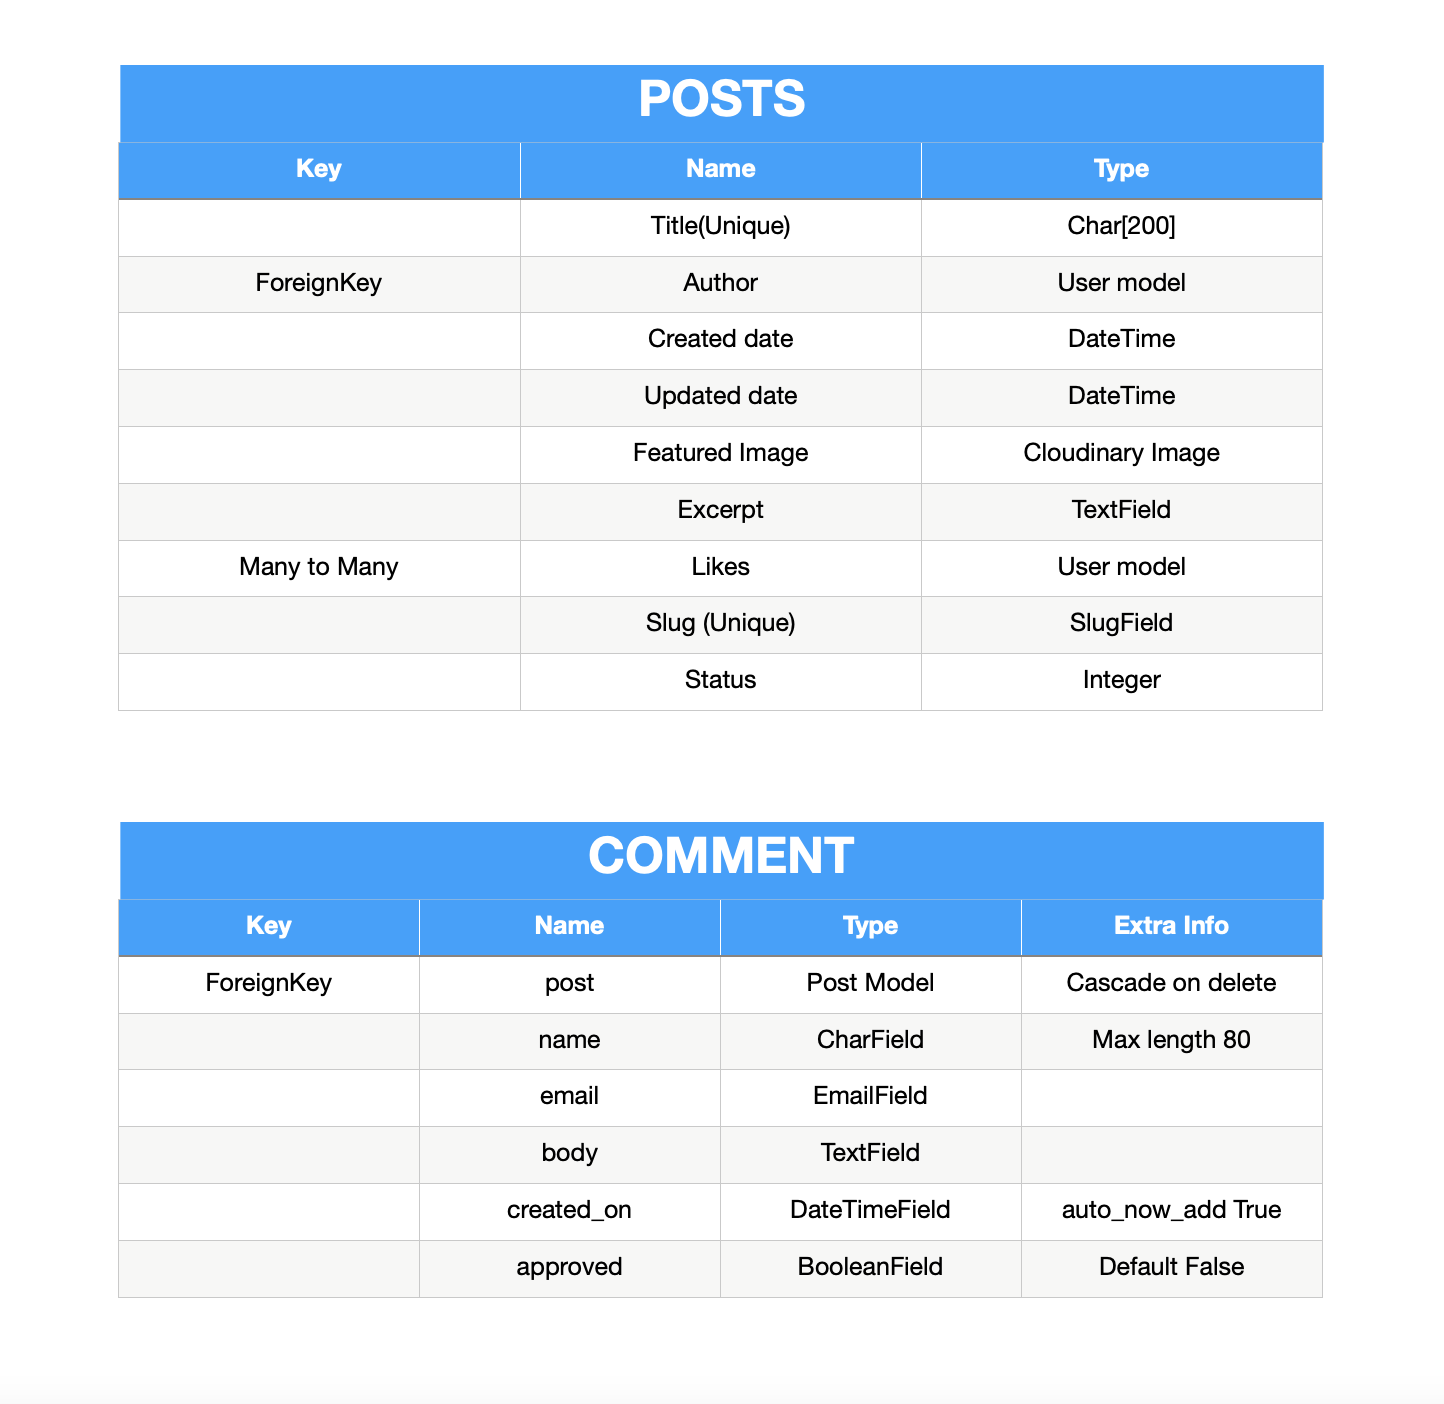 POSTS
Key Name Type
Title(Unique) Char[200]
ForeignKey Author User model
Created date DateTime
Updated date DateTime
Featured Image Cloudinary Image
Excerpt TextField
Many to Many Likes User model
Slug (Unique) SlugField
Status Integer
COMMENT
Key Name Type Extra Info
ForeignKey post Post Model Cascade on delete
name CharField Max length 80
email EmailField
body TextField
created_on DateTimeField auto_now_add True
approved BooleanField Default False